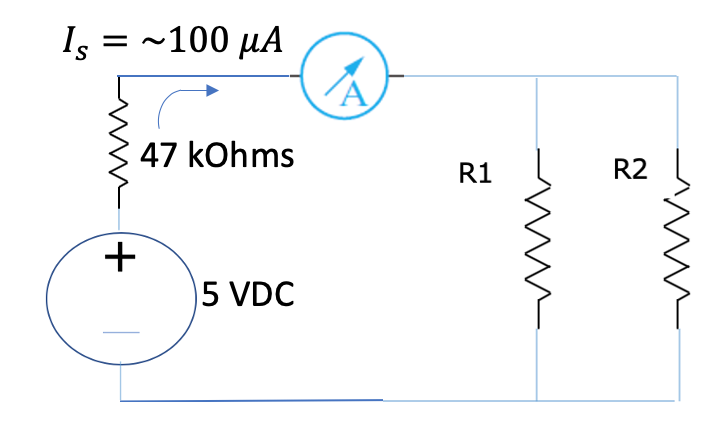 I_s = ~100 μA
A
47 kOhms
R1
R2
+
5 VDC